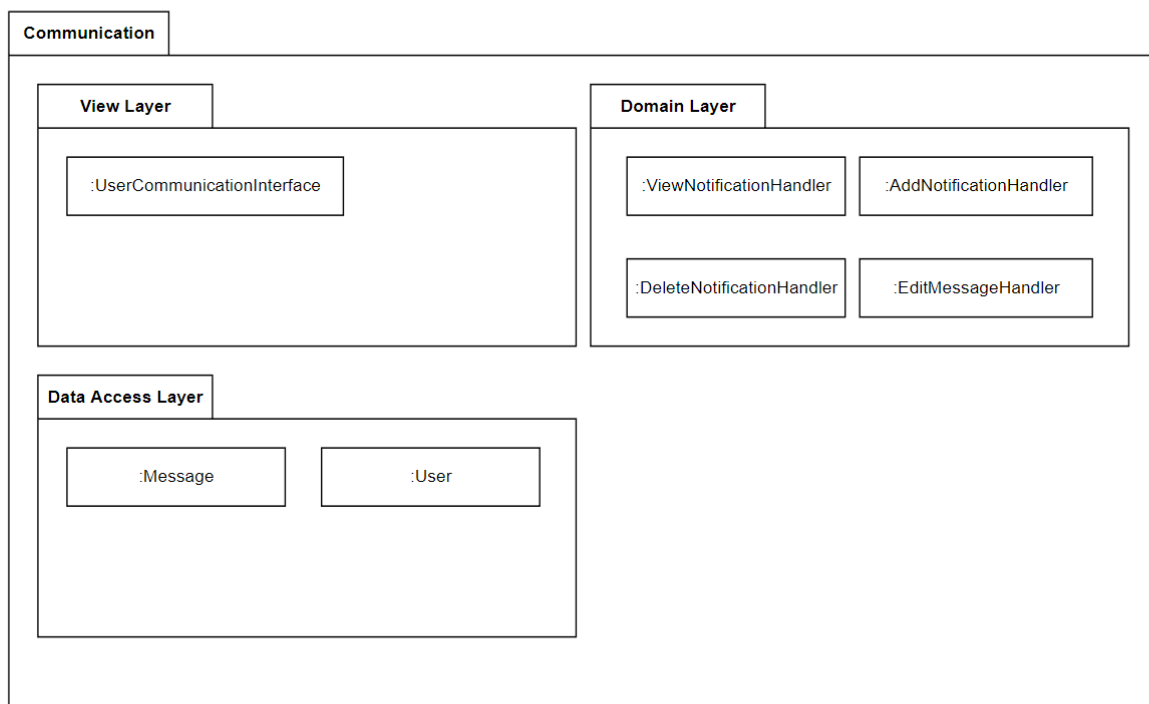 Communication
View Layer
:UserCommunicationInterface
Domain Layer
:ViewNotificationHandler
:AddNotificationHandler
:DeleteNotificationHandler
:EditMessageHandler
Data Access Layer
:Message
:User